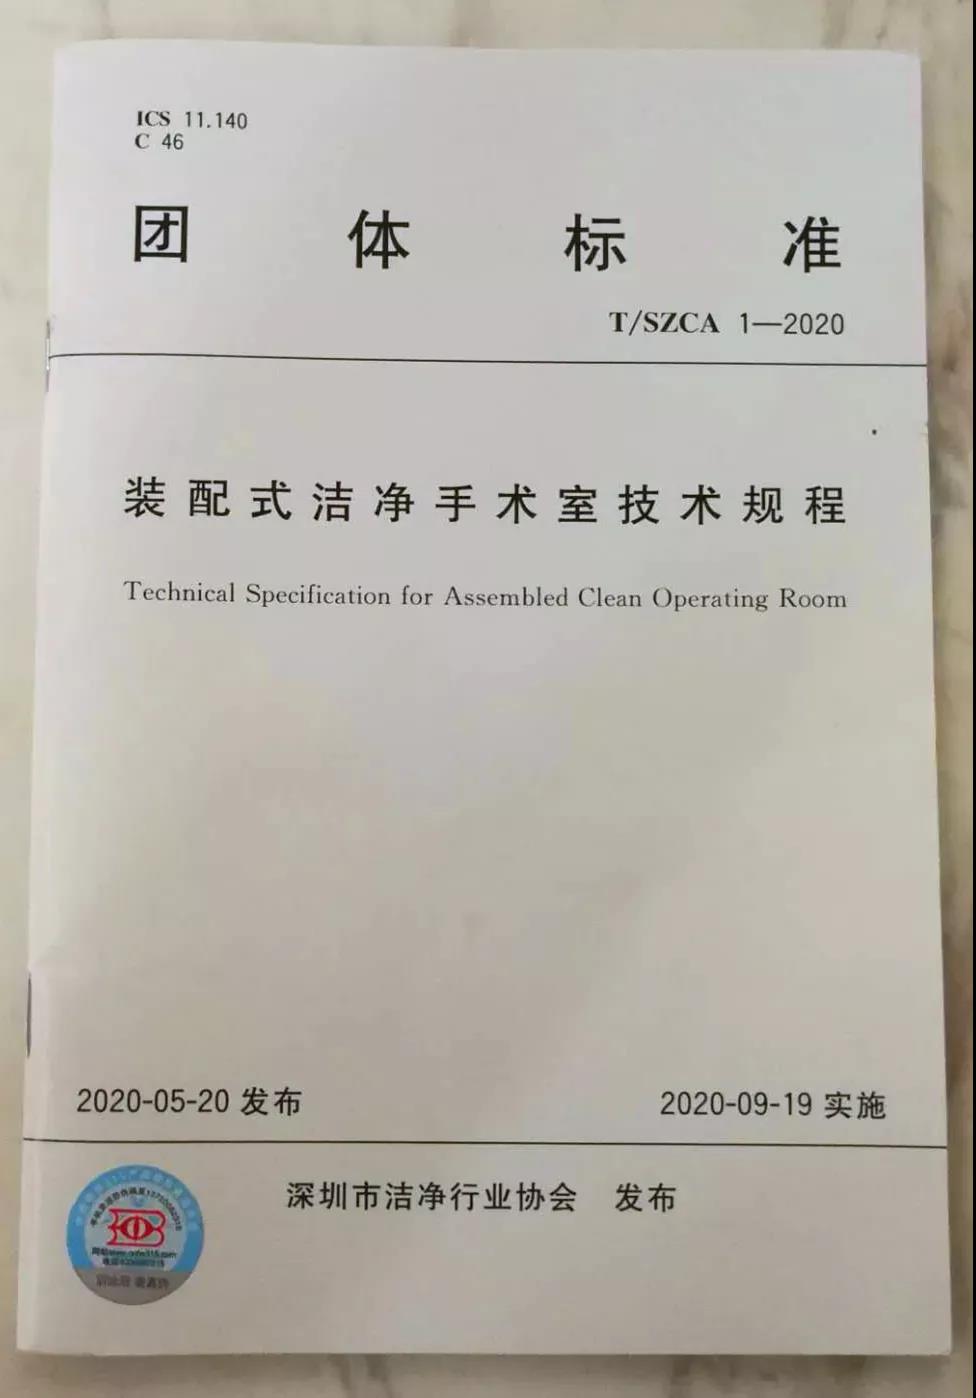 ICS 11.140
C 46
团体标准
T/SZCA 1—2020
装配式洁净手术室技术规程
Technical Specification for Assembled Clean Operating Room
2020-05-20 发布
2020-09-19 实施
深圳市洁净行业协会 发布